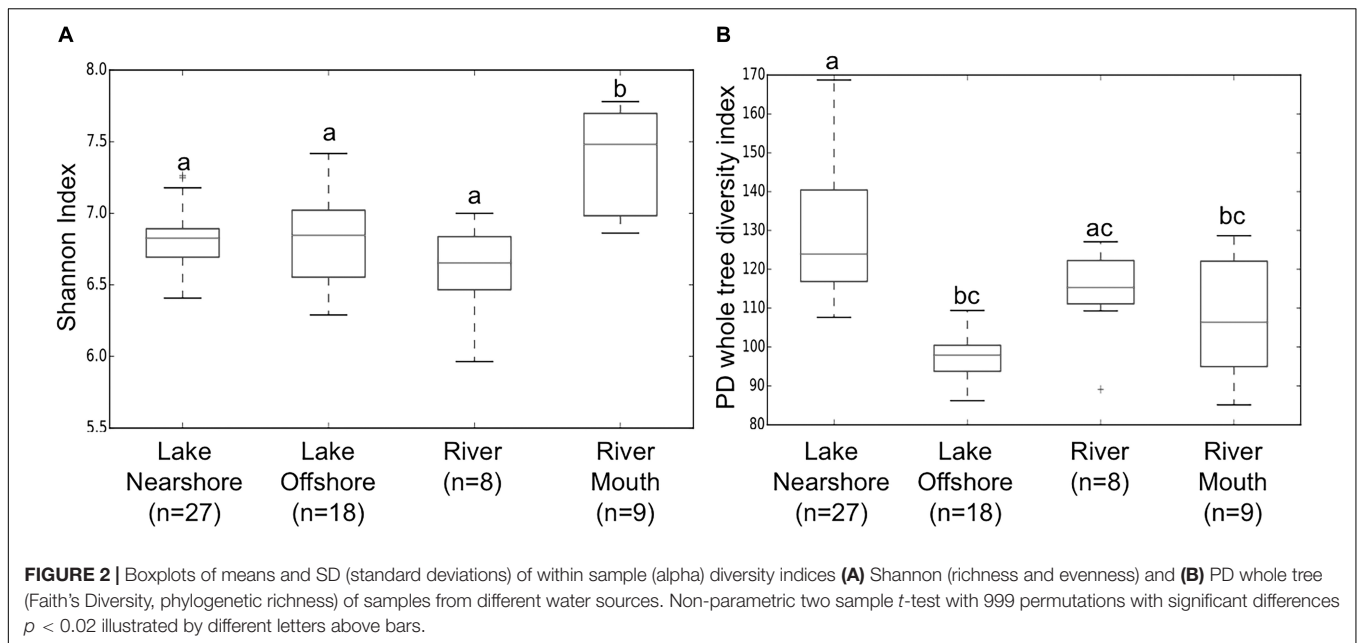 A
Shannon Index
8.0
7.5
7.0
6.5
6.0
5.5
a
a
a
b
Lake
Nearshore
(n=27)
Lake
Offshore
(n=18)
River
(n=8)
River
Mouth
(n=9)
B
PD whole tree diversity index
170
160
150
140
130
120
110
100
90
80
a
bc
ac
bc
Lake
Nearshore
(n=27)
Lake
Offshore
(n=18)
River
(n=8)
River
Mouth
(n=9)
FIGURE 2 | Boxplots of means and SD (standard deviations) of within sample (alpha) diversity indices (A) Shannon (richness and evenness) and (B) PD whole tree
(Faith's Diversity, phylogenetic richness) of samples from different water sources. Non-parametric two sample t-test with 999 permutations with significant differences
p < 0.02 illustrated by different letters above bars.